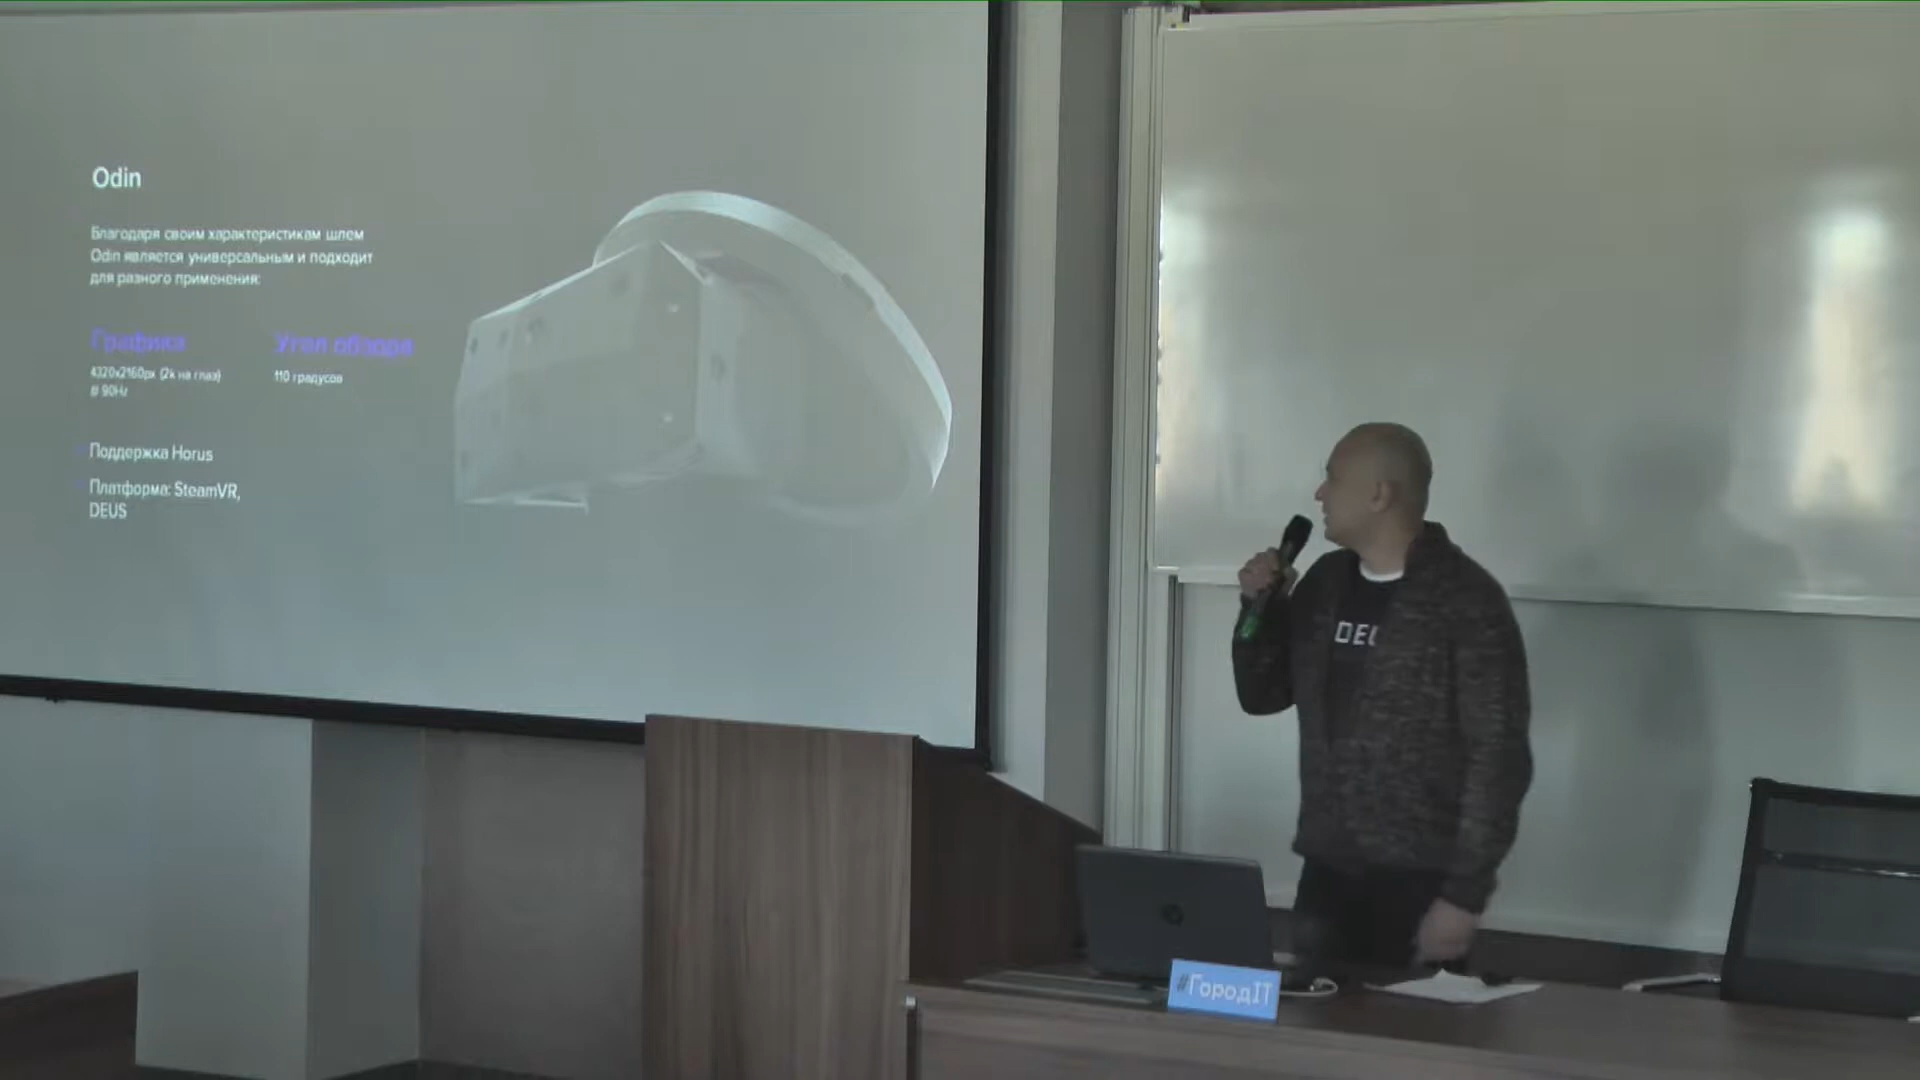 Odin
Благодаря своим характеристикам шлем
Odin является универсальным и подходит
для разного применения:
Графика
Угол обзора
4320x2160px (2k на глаз)
@ 90Hz
110 градусов
Поддержка Horus
Платформа: SteamVR,
DEUS
DEU
#ГородIT